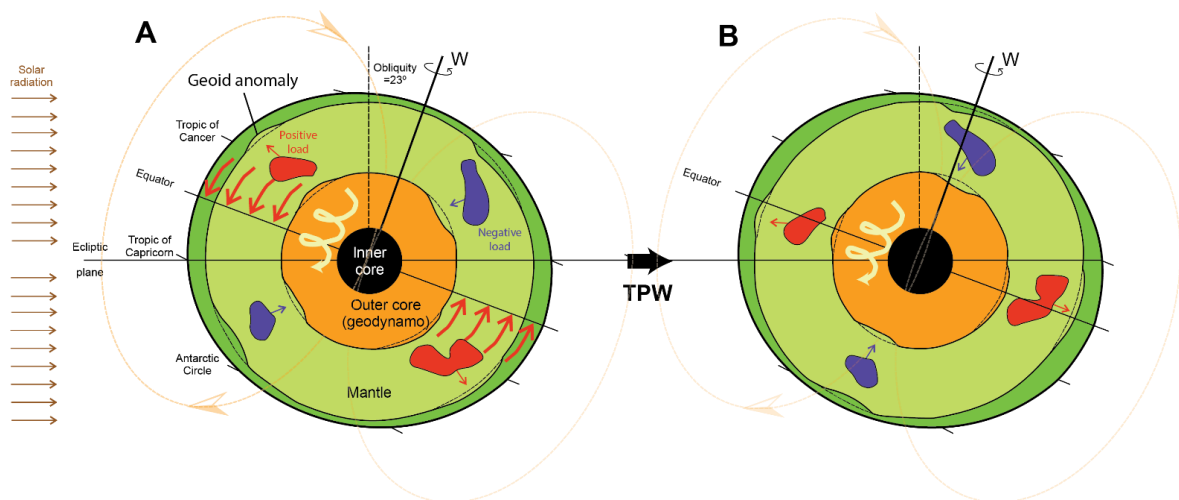 A
B
Solar
radiation
Geoid anomaly
Obliquity
=23º
W
W
Tropic of
Cancer
Positive
load
Equator
Equator
Negative
load
Ecliptic
plane
Tropic of
Capricorn
Inner
core
TPW
Outer core
(geodynamo)
Antarctic
Circle
Mantle